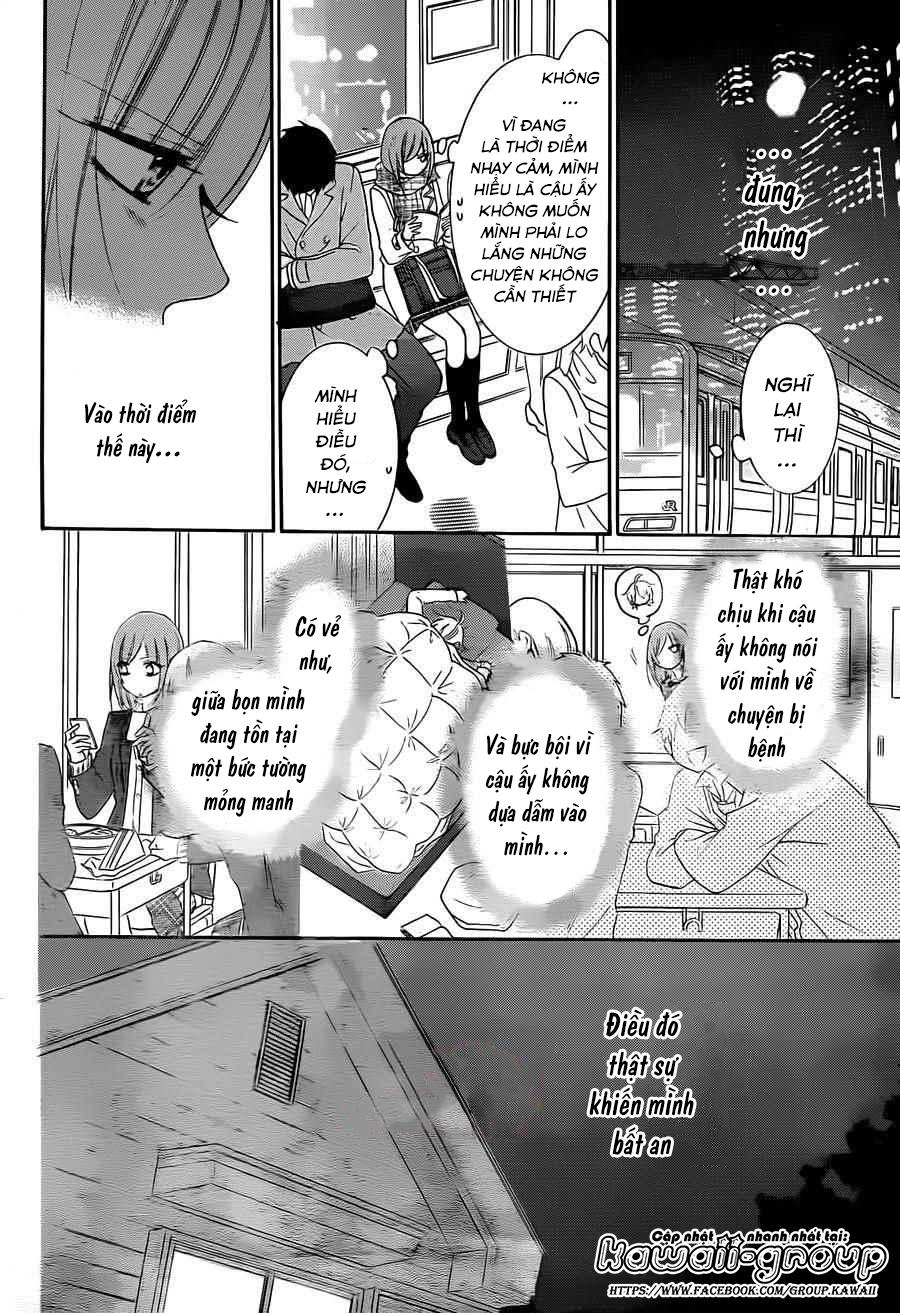 ...
đúng,
nhưng
...
NGHĨ
LẠI
THÌ
...
KHÔNG
...
VÌ ĐANG
LÀ THỜI ĐIỂM
NHẠY CẢM, MÌNH
HIỂU LÀ CẬU ẤY
KHÔNG MUỐN
MÌNH PHẢI LO
LẮNG NHỮNG
CHUYỆN KHÔNG
CẦN THIẾT
MÌNH
HIỂU
ĐIỀU
ĐÓ,
NHƯNG
...
Vào thời điểm
thế này...
JR
Thật khó
chịu khi cậu
ấy không nói
với mình về
chuyện bị
bệnh
Và bực bội vì
cậu ấy không
dựa dẫm vào
mình...
Có vẻ
như,
giữa bọn mình
đang tồn tại
một bức tường
mỏng manh
Điều đó
thật sự
khiến mình
bất an
Cập nhật nhanh nhất tại:
kawaii-group
HTTPS://WWW.FACEBOOK.COM/GROUP.KAWAII